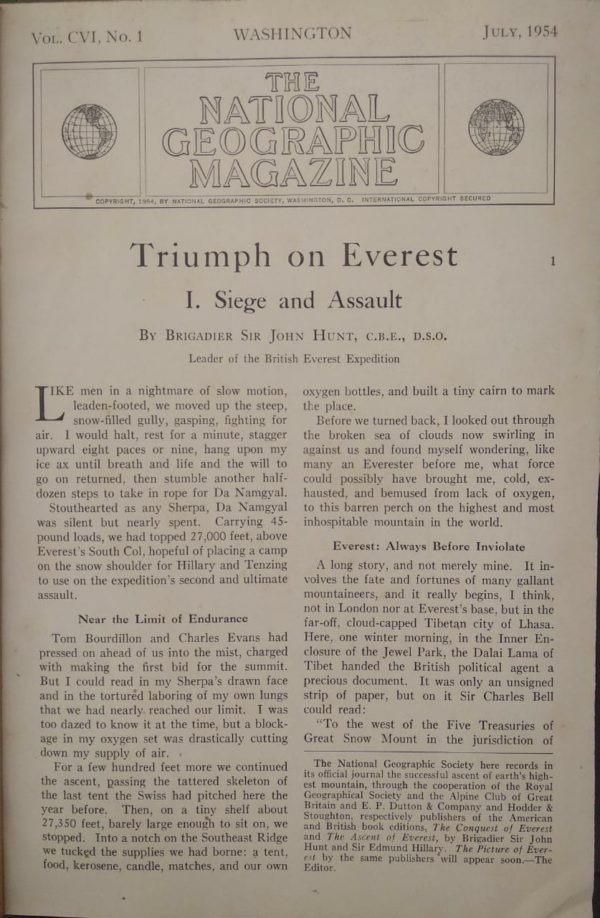 Vol. CVI, No. 1
WASHINGTON
July, 1954
THE
NATIONAL
GEOGRAPHIC
MAGAZINE
COPYRIGHT, 1954, BY NATIONAL GEOGRAPHIC SOCIETY, WASHINGTON, D. C. INTERNATIONAL COPYRIGHT SECURED
Triumph on Everest
1
I. Siege and Assault
By Brigadier Sir John Hunt, C.B.E., D.S.O.
Leader of the British Everest Expedition
LIKE men in a nightmare of slow motion,
leaden-footed, we moved up the steep,
snow-filled gully, gasping, fighting for
air. I would halt, rest for a minute, stagger
upward eight paces or nine, hang upon my
ice ax until breath and life and the will to
go on returned, then stumble another half-
dozen steps to take in rope for Da Namgyal.
Stouthearted as any Sherpa, Da Namgyal
was silent but nearly spent. Carrying 45-
pound loads, we had topped 27,000 feet, above
Everest's South Col, hopeful of placing a camp
on the snow shoulder for Hillary and Tenzing
to use on the expedition's second and ultimate
assault.
Near the Limit of Endurance
Tom Bourdillon and Charles Evans had
pressed on ahead of us into the mist, charged
with making the first bid for the summit.
But I could read in my Sherpa's drawn face
and in the tortured laboring of my own lungs
that we had nearly reached our limit. I was
too dazed to know it at the time, but a block-
age in my oxygen set was drastically cutting
down my supply of air.
For a few hundred feet more we continued
the ascent, passing the tattered skeleton of
the last tent the Swiss had pitched here the
year before. Then, on a tiny shelf about
27,350 feet, barely large enough to sit on, we
stopped. Into a notch on the Southeast Ridge
we tucked the supplies we had borne: a tent,
food, kerosene, candle, matches, and our own
oxygen bottles, and built a tiny cairn to mark
the place.
Before we turned back, I looked out through
the broken sea of clouds now swirling in
against us and found myself wondering, like
many an Everester before me, what force
could possibly have brought me, cold, ex-
hausted, and bemused from lack of oxygen,
to this barren perch on the highest and most
inhospitable mountain in the world.
Everest: Always Before Inviolate
A long story, and not merely mine. It in-
volves the fate and fortunes of many gallant
mountaineers, and it really begins, I think,
not in London nor at Everest's base, but in the
far-off, cloud-capped Tibetan city of Lhasa.
Here, one winter morning, in the Inner En-
closure of the Jewel Park, the Dalai Lama of
Tibet handed the British political agent a
precious document. It was only an unsigned
strip of paper, but on it Sir Charles Bell
could read:
"To the west of the Five Treasures of
Great Snow Mount in the jurisdiction of
The National Geographic Society here records in
its official journal the successful ascent of earth's high-
est mountain, through the cooperation of the Royal
Geographical Society and the Alpine Club of Great
Britain and E. P. Dutton & Company and Hodder &
Stoughton, respectively publishers of the American
and British book editions, The Conquest of Everest
and The Ascent of Everest, by Brigadier Sir John
Hunt and Sir Edmund Hillary. The Picture of Ever-
est by the same publishers will appear soon.—The
Editor.